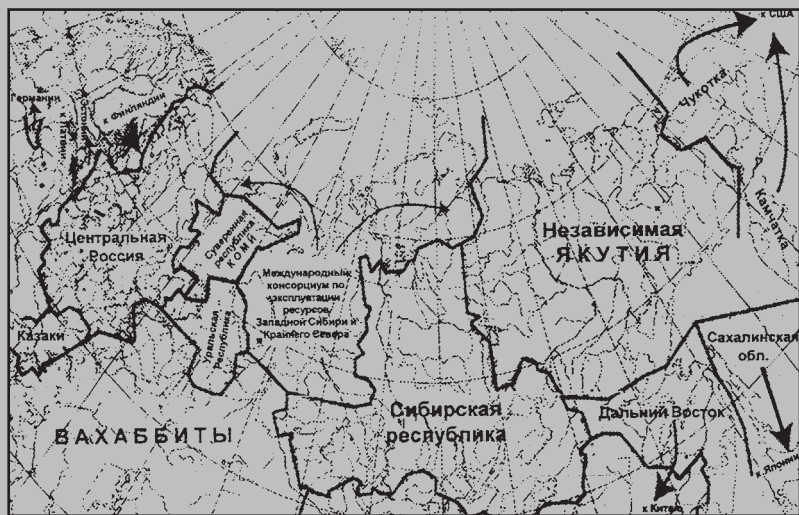 к США
Германии
к Финляндии
Чукотка
Камчатка
Центральная
Россия
Суверенная
республика
КОМИ
Независимая
ЯКУТИЯ
Международный
консорциум по
эксплуатации
ресурсов
Западной Сибири и
Крайнего Севера
Уральская
Республика
Казаки
Сахалинская
обл.
ВАХАББИТЫ
Сибирская
республика
Дальний Восток
к Японии
к Китаю